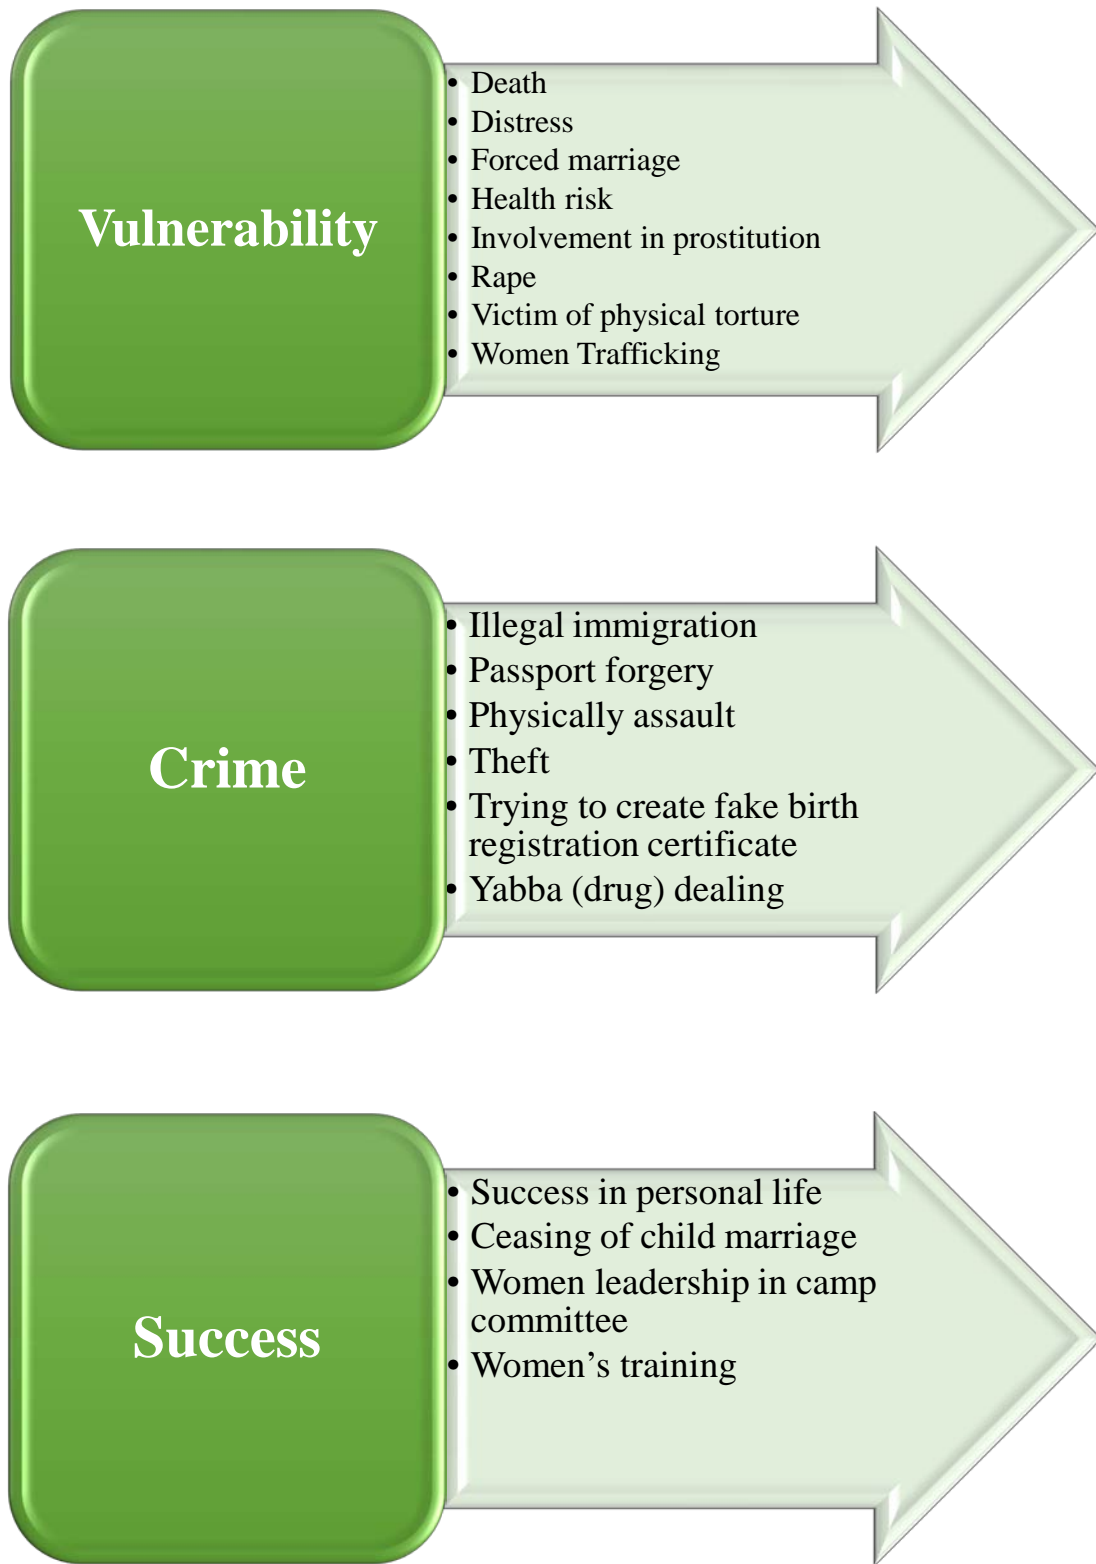 Vulnerability
• Death
• Distress
• Forced marriage
• Health risk
• Involvement in prostitution
• Rape
• Victim of physical torture
• Women Trafficking
Crime
• Illegal immigration
• Passport forgery
• Physically assault
• Theft
• Trying to create fake birth
registration certificate
• Yabba (drug) dealing
Success
• Success in personal life
• Ceasing of child marriage
• Women leadership in camp
committee
• Women’s training